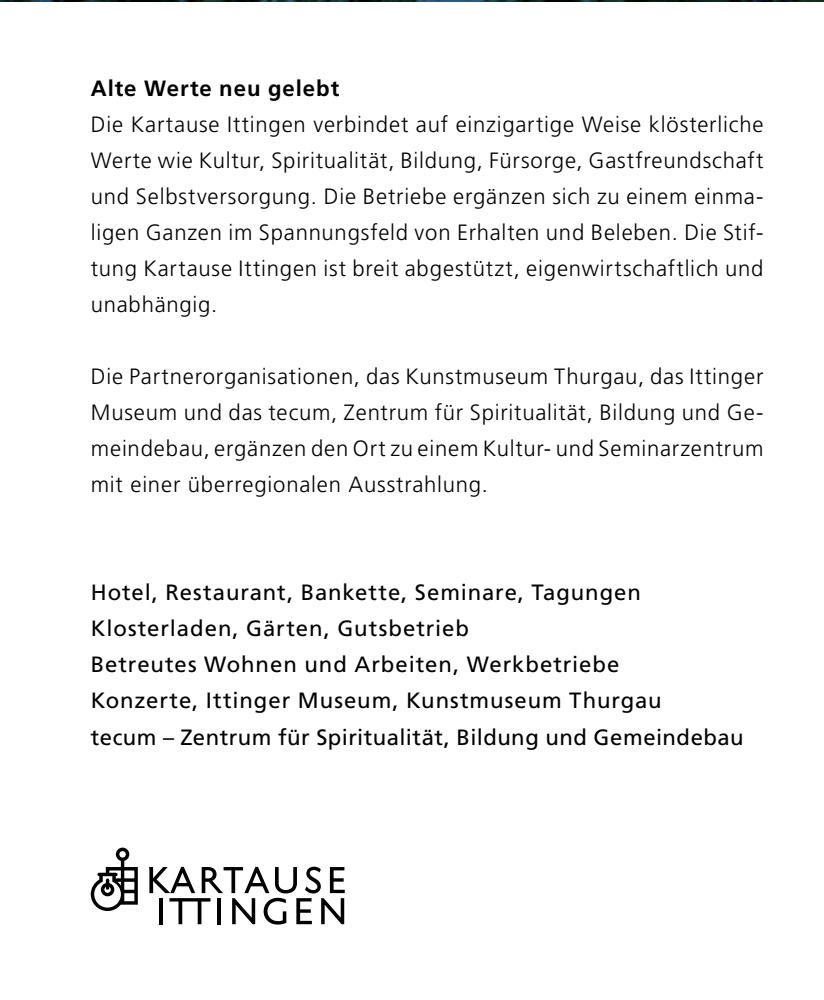 Alte Werte neu gelebt
Die Kartause Ittingen verbindet auf einzigartige Weise klösterliche
Werte wie Kultur, Spiritualität, Bildung, Fürsorge, Gastfreundschaft
und Selbstversorgung. Die Betriebe ergänzen sich zu einem einma-
ligen Ganzen im Spannungsfeld von Erhalten und Beleben. Die Stif-
tung Kartause Ittingen ist breit abgestützt, eigenwirtschaftlich und
unabhängig.
Die Partnerorganisationen, das Kunstmuseum Thurgau, das Ittinger
Museum und das tecum, Zentrum für Spiritualität, Bildung und Ge-
meindebau, ergänzen den Ort zu einem Kultur- und Seminarzentrum
mit einer überregionalen Ausstrahlung.
Hotel, Restaurant, Bankette, Seminare, Tagungen
Klosterladen, Gärten, Gutsbetrieb
Betreutes Wohnen und Arbeiten, Werkbetriebe
Konzerte, Ittinger Museum, Kunstmuseum Thurgau
tecum – Zentrum für Spiritualität, Bildung und Gemeindebau
KARTAUSE
ITTINGEN